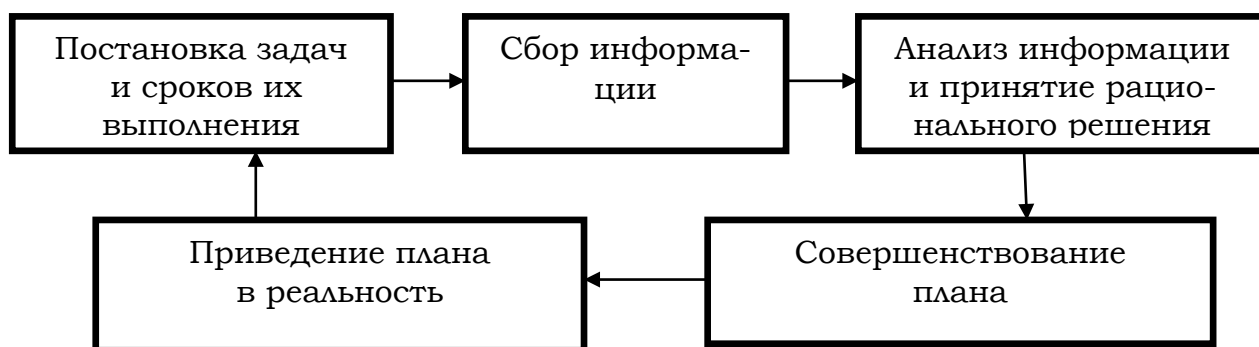 Постановка задач
и сроков их
выполнения
Сбор информа-
ции
Анализ информации
и принятие рацио-
нального решения
Приведение плана
в реальность
Совершенствование
плана